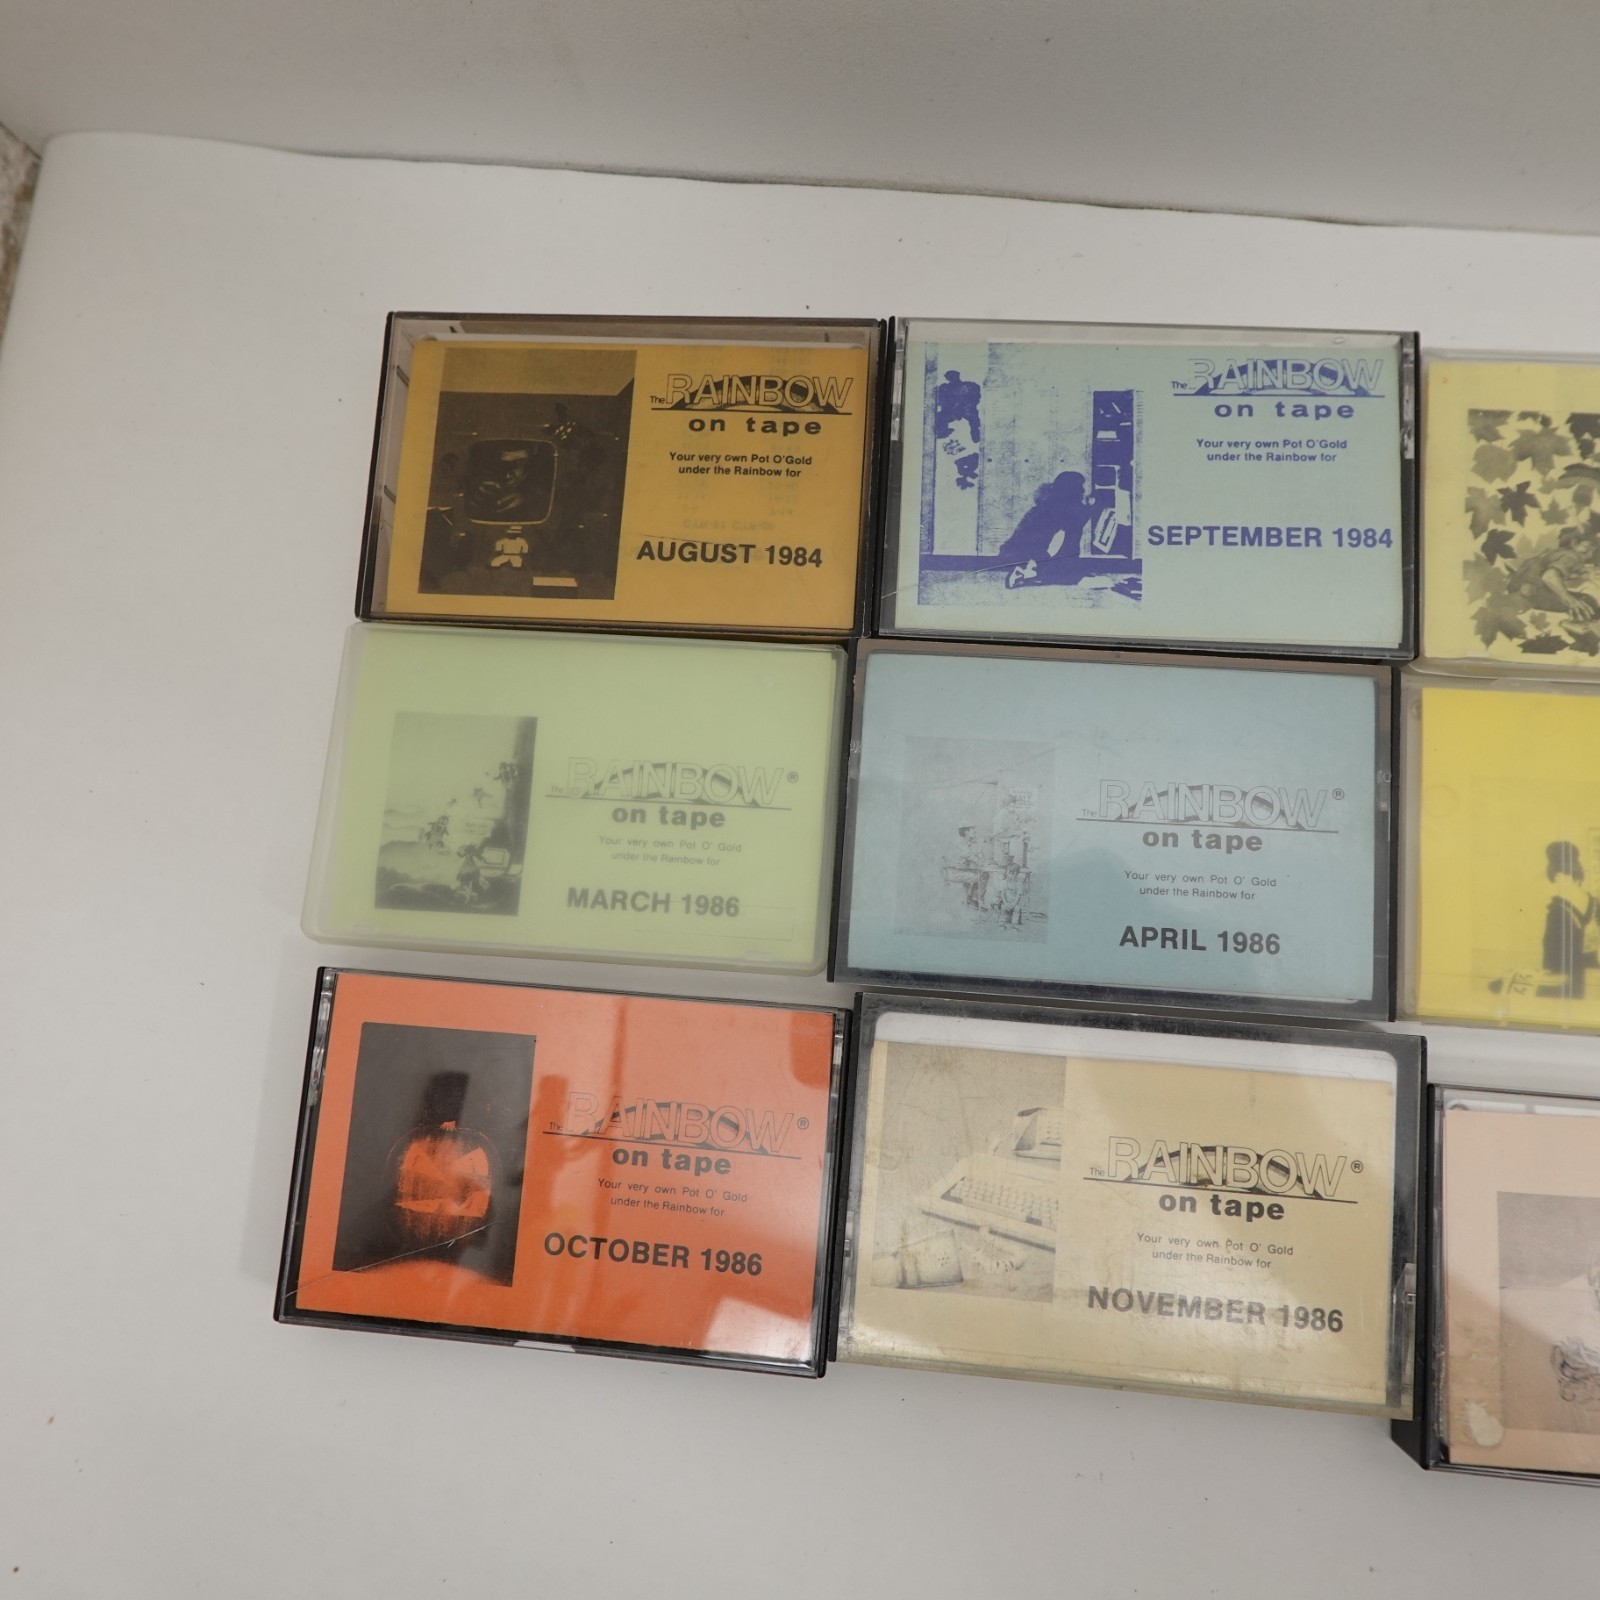 The RAINBOW
on tape
Your very own Pot O'Gold
under the Rainbow for
AUGUST 1984
The RAINBOW
on tape
Your very own Pot O'Gold
under the Rainbow for
SEPTEMBER 1984
The RAINBOW®
on tape
Your very own Pot O' Gold
under the Rainbow for
MARCH 1986
The RAINBOW®
on tape
Your very own Pot O' Gold
under the Rainbow for
APRIL 1986
The RAINBOW®
on tape
Your very own Pot O' Gold
under the Rainbow for
OCTOBER 1986
The RAINBOW®
on tape
Your very own Pot O' Gold
under the Rainbow for
NOVEMBER 1986